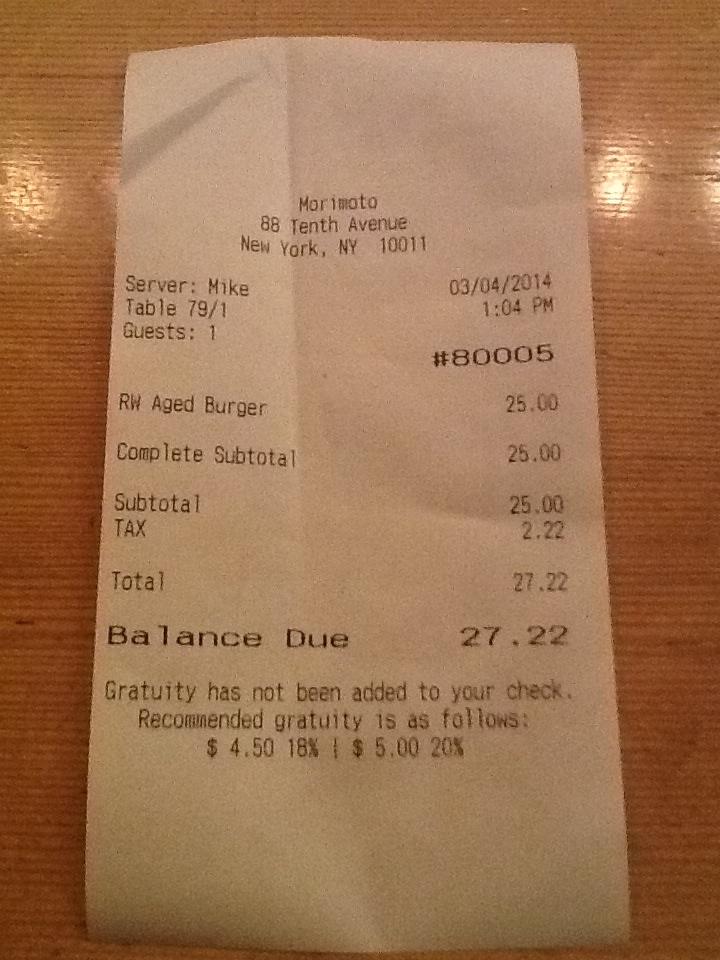 Morimoto
88 Tenth Avenue
New York, NY 10011
Server: Mike 03/04/2014
Table 79/1 1:04 PM
Guests: 1
#80005
RW Aged Burger 25.00
Complete Subtotal 25.00
Subtotal 25.00
TAX 2.22
Total 27.22
Balance Due 27.22
Gratuity has not been added to your check.
Recommended gratuity is as follows:
$ 4.50 18% | $ 5.00 20%